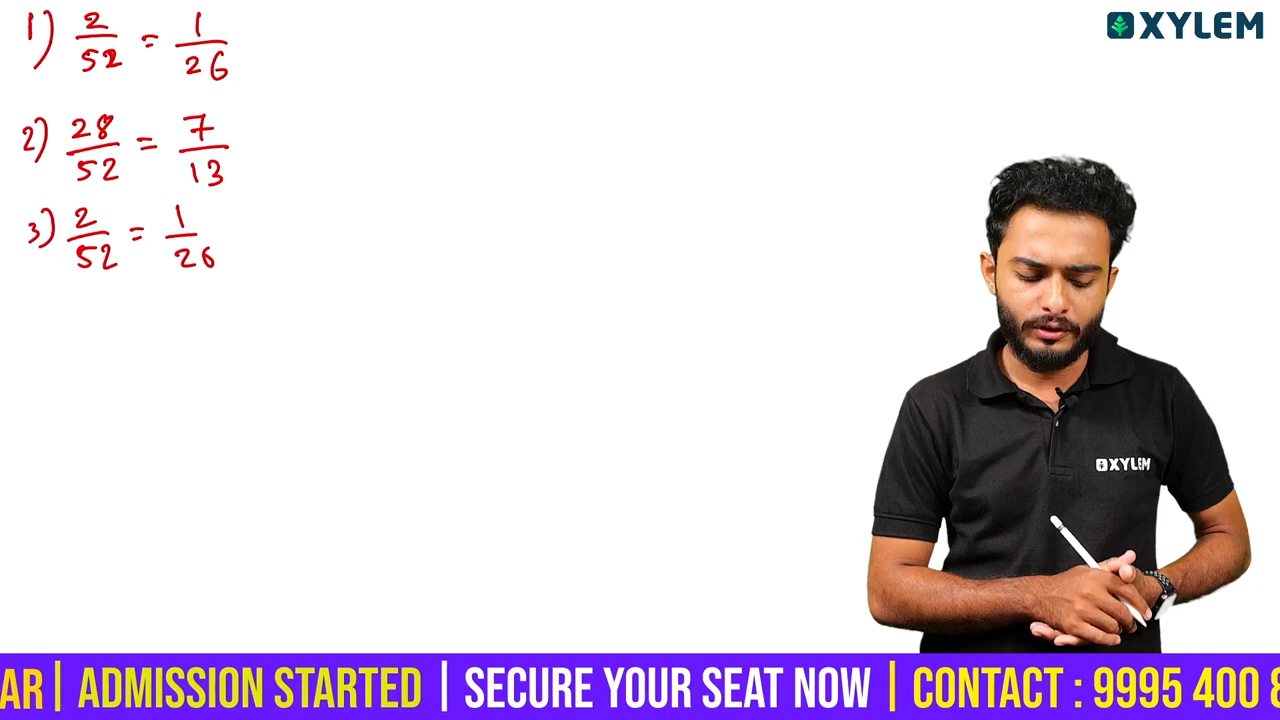 XYLEM
1) 2/52 = 1/26
2) 28/52 = 7/13
3) 2/52 = 1/26
XYLEM
AR | ADMISSION STARTED | SECURE YOUR SEAT NOW | CONTACT : 9995 400 8